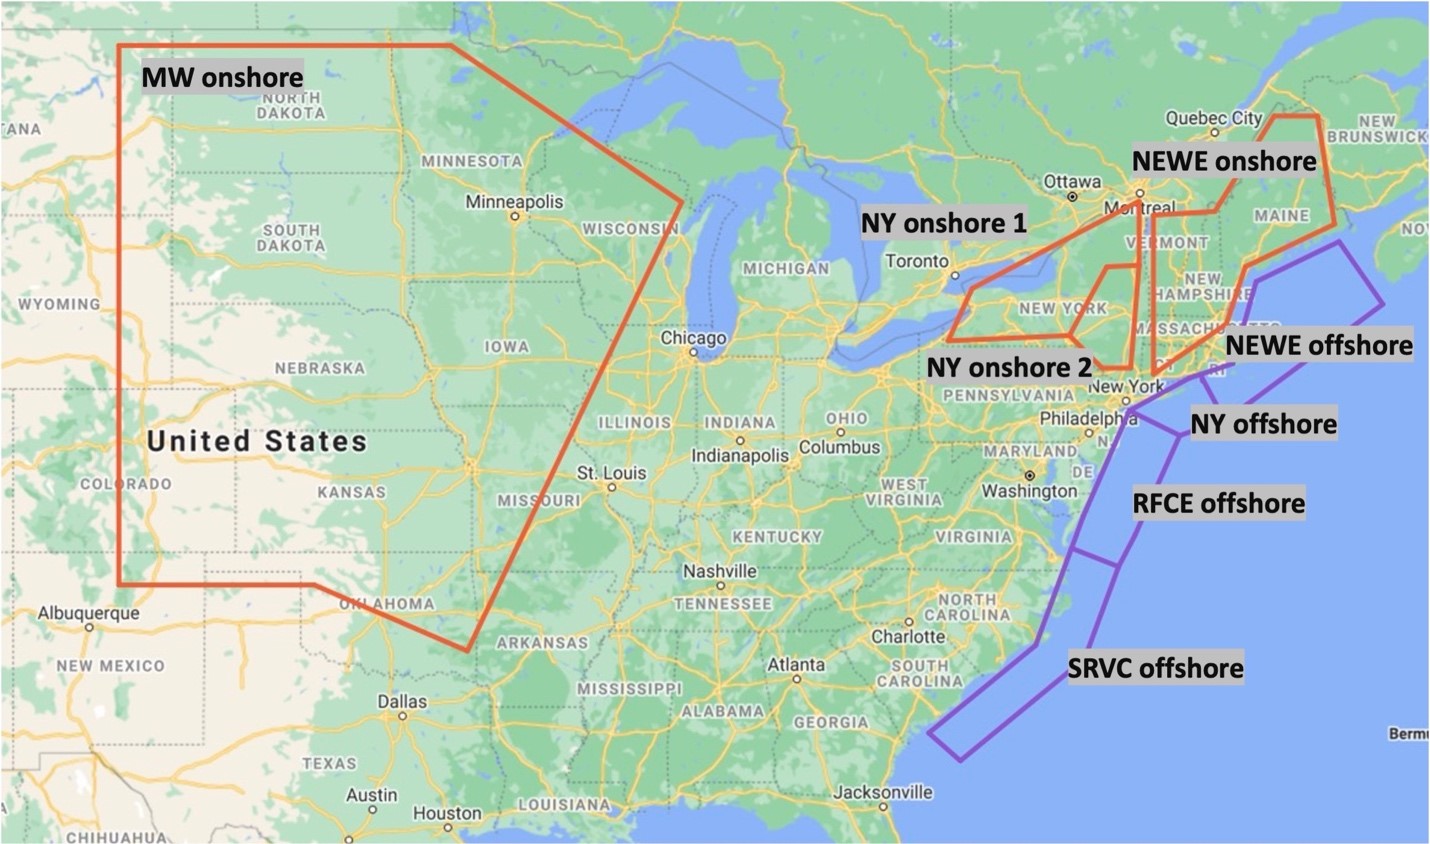 MW onshore
NORTH
DAKOTA
TANA
MINNESOTA
Minneapolis
SOUTH
DAKOTA
WISCONSIN
WYOMING
IOWA
NEBRASKA
Chicago
MICHIGAN
Quebec City
NEW
BRUNSWICK
NEWE onshore
Ottawa
Montreal
NY onshore 1
MAINE
NO
VERMONT
Toronto
NEW
HAMPSHIRE
NEW YORK
MASSACHUSETTS
NEWE offshore
NY onshore 2
CT
RI
New York
PENNSYLVANIA
United States
ILLINOIS
INDIANA
OHIO
Columbus
Indianapolis
Philadelphia
NY offshore
N.
MARYLAND
DE
COLORADO
KANSAS
St. Louis
MISSOURI
WEST
VIRGINIA
Washington
RFCE offshore
KENTUCKY
VIRGINIA
Nashville
TENNESSEE
Albuquerque
OKLAHOMA
NORTH
CAROLINA
Charlotte
ARKANSAS
NEW MEXICO
Atlanta
SOUTH
CAROLINA
SRVC offshore
MISSISSIPPI
Dallas
ALABAMA
GEORGIA
Bermu
TEXAS
Austin
Houston
LOUISIANA
Jacksonville
CHIHUAHUA